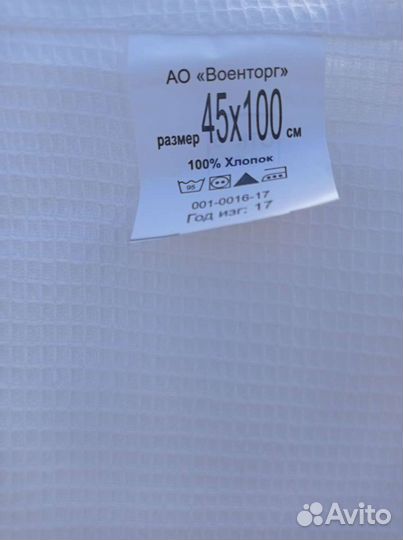 АО «Военторг»
размер 45х100 см
100% Хлопок
95
001-0016-17
Год изг: 17
Avito